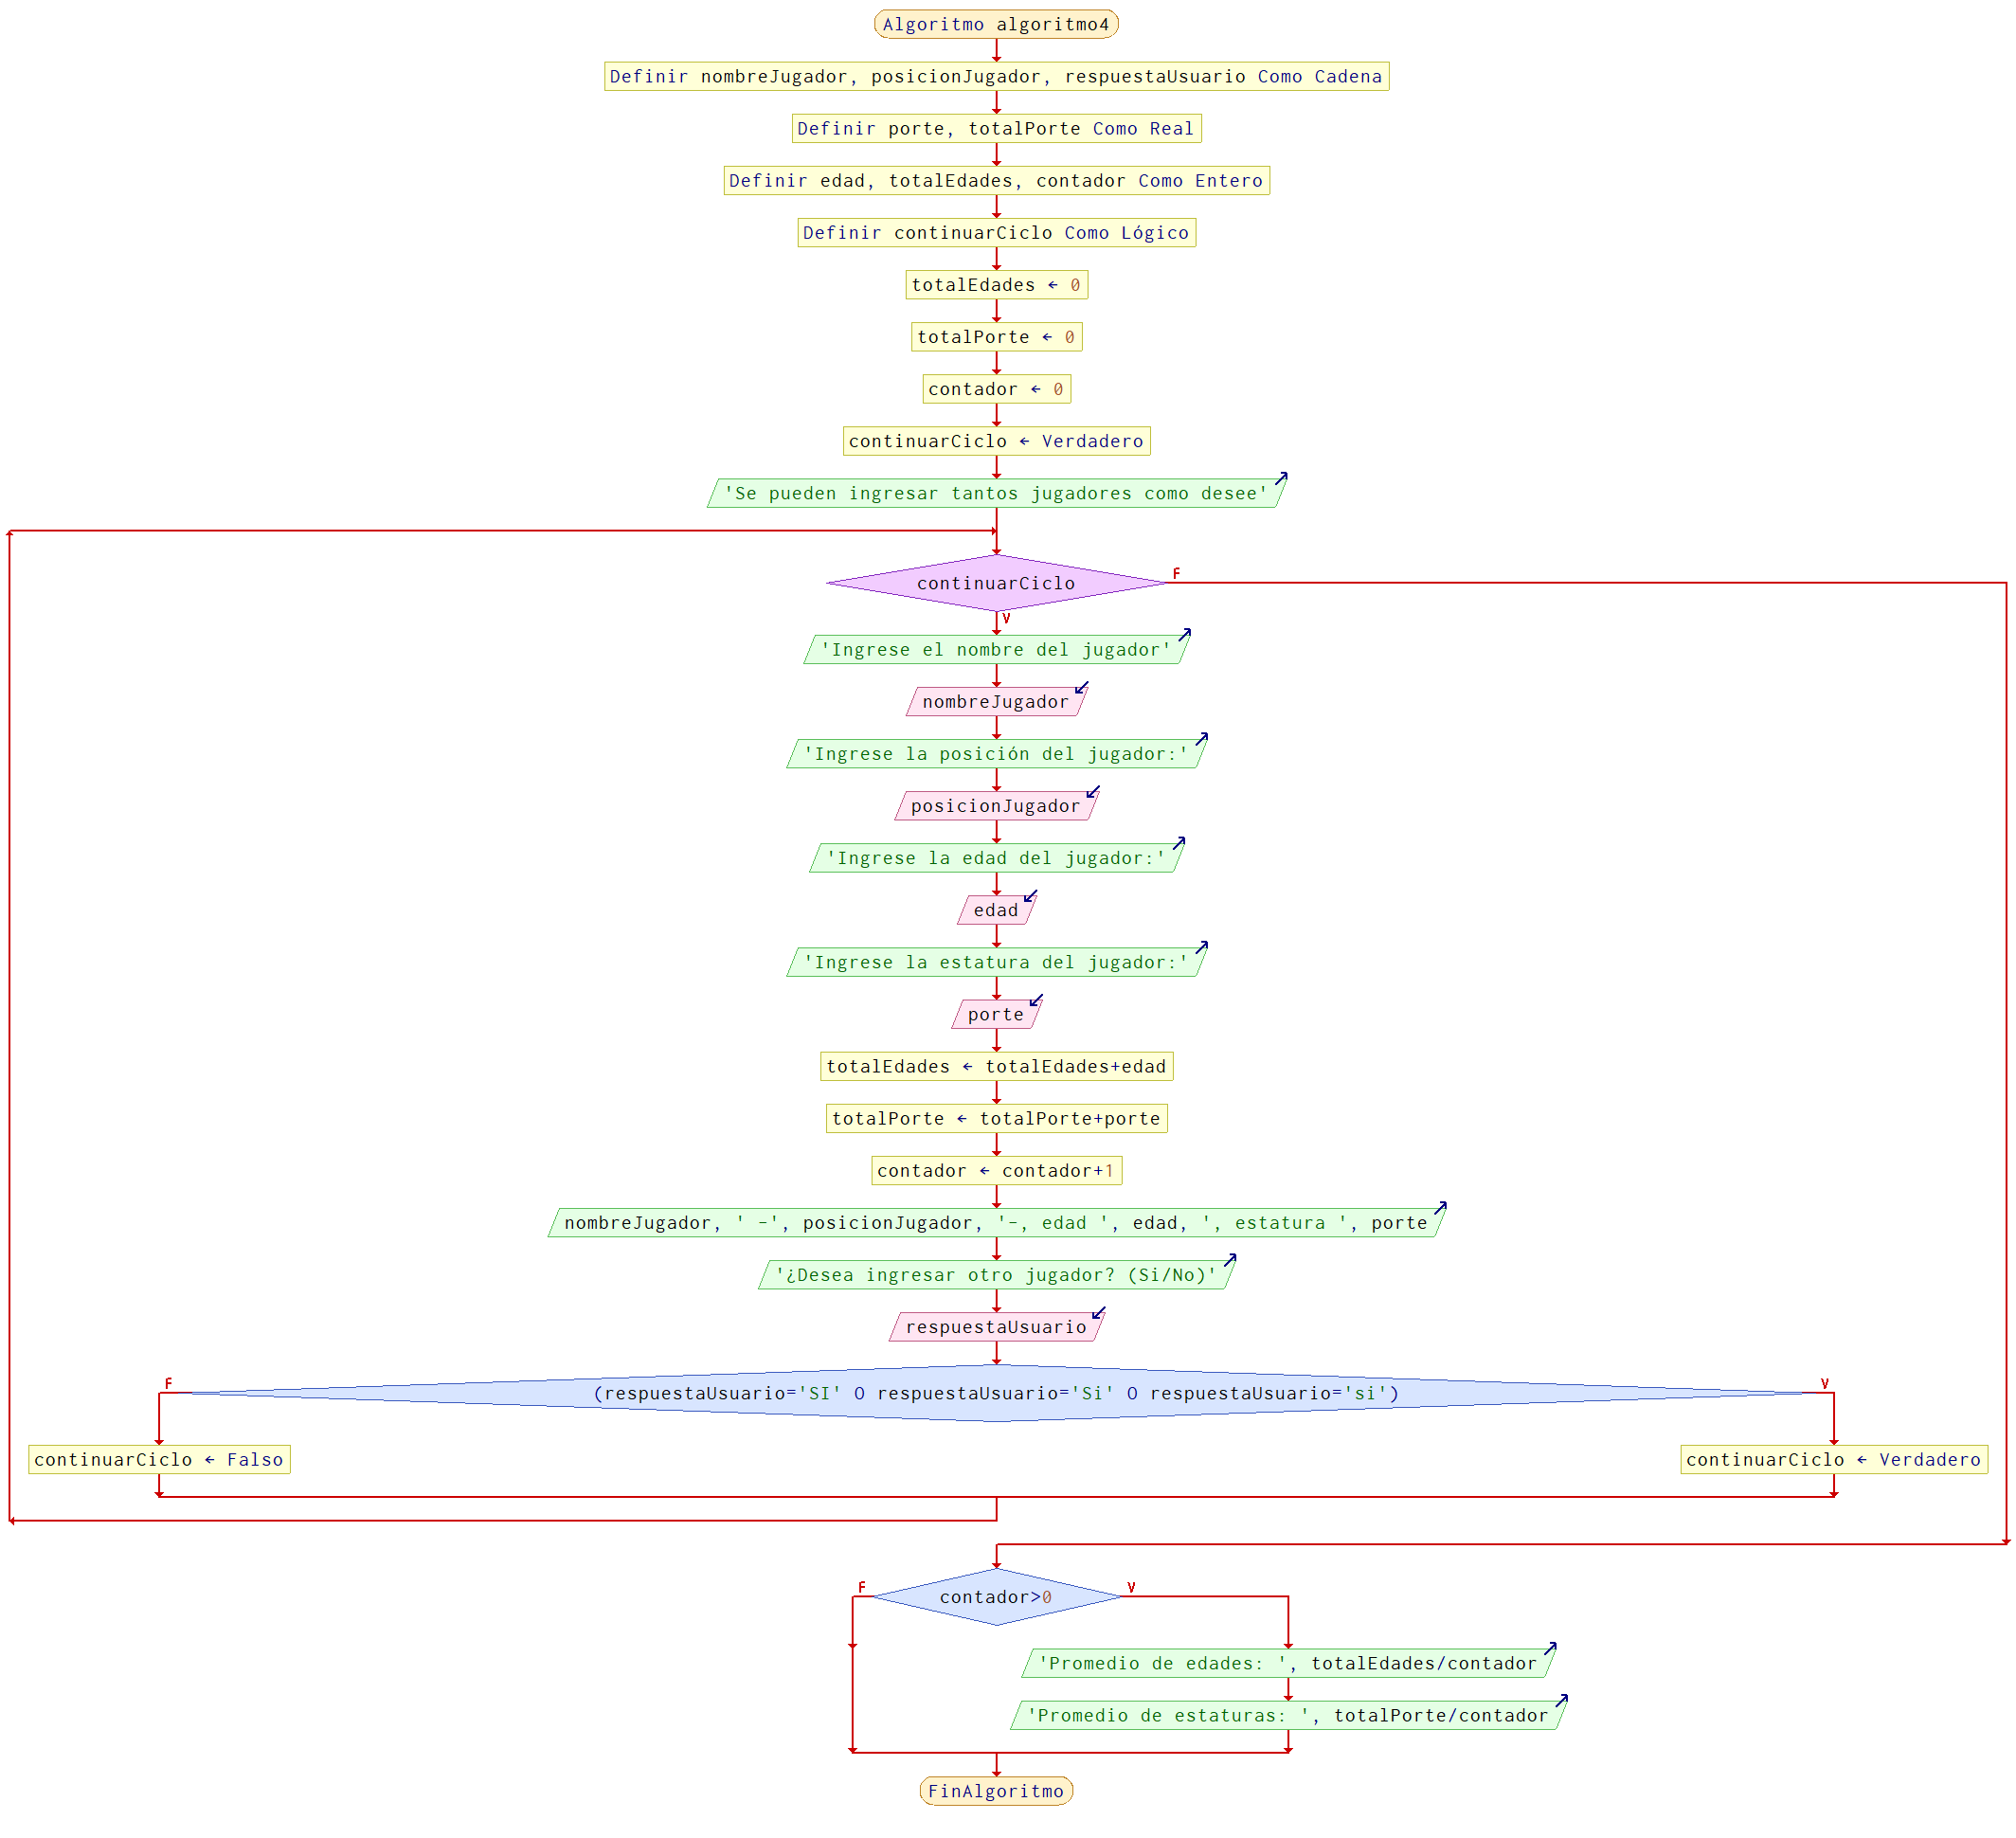 Algoritmo algoritmo4
Definir nombreJugador, posicionJugador, respuestaUsuario Como Cadena
Definir porte, totalPorte Como Real
Definir edad, totalEdades, contador Como Entero
Definir continuarCiclo Como Lógico
totalEdades ← 0
totalPorte ← 0
contador ← 0
continuarCiclo ← Verdadero
'Se pueden ingresar tantos jugadores como desee'
continuarCiclo
F
V
'Ingrese el nombre del jugador'
nombreJugador
'Ingrese la posición del jugador:'
posicionJugador
'Ingrese la edad del jugador:'
edad
'Ingrese la estatura del jugador:'
porte
totalEdades ← totalEdades+edad
totalPorte ← totalPorte+porte
contador ← contador+1
nombreJugador, ' -', posicionJugador, '-, edad ', edad, ', estatura ', porte
'¿Desea ingresar otro jugador? (Si/No)'
respuestaUsuario
(respuestaUsuario='SI' O respuestaUsuario='Si' O respuestaUsuario='si')
F
V
continuarCiclo ← Falso
continuarCiclo ← Verdadero
contador>0
F
V
'Promedio de edades: ', totalEdades/contador
'Promedio de estaturas: ', totalPorte/contador
FinAlgoritmo